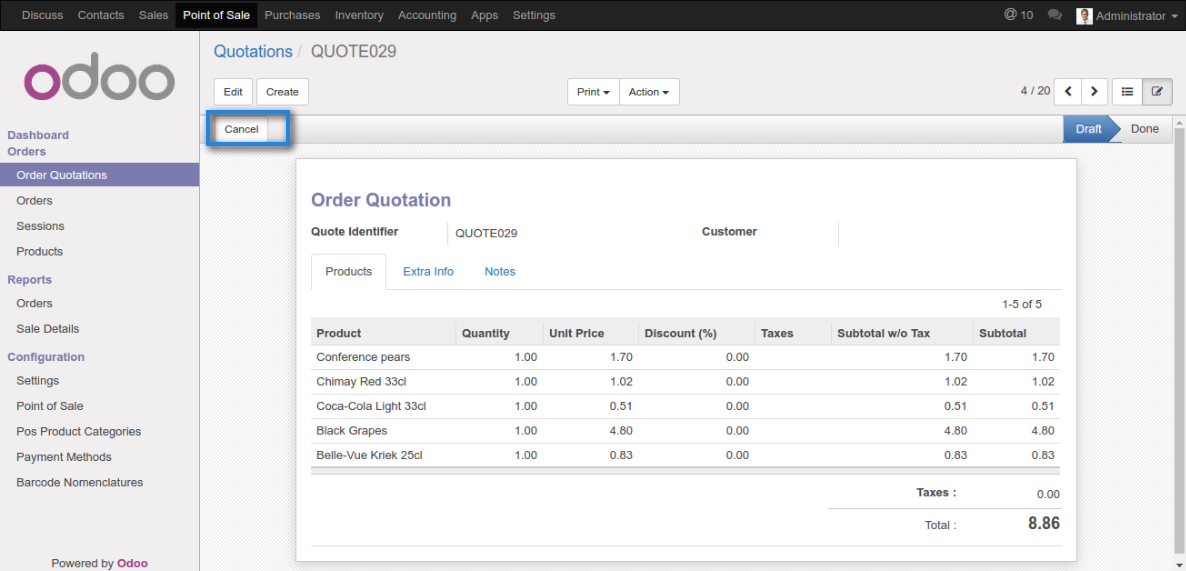 Discuss Contacts Sales Point of Sale Purchases Inventory Accounting Apps Settings @ 10 Administrator
odoo
Quotations / QUOTE029
Edit Create Print Action 4 / 20
Cancel Draft Done
Dashboard
Orders
Order Quotations
Orders
Sessions
Products
Reports
Orders
Sale Details
Configuration
Settings
Point of Sale
Pos Product Categories
Payment Methods
Barcode Nomenclatures
Powered by Odoo
Order Quotation
Quote Identifier QUOTE029 Customer
Products Extra Info Notes
1-5 of 5
Product Quantity Unit Price Discount (%) Taxes Subtotal w/o Tax Subtotal
Conference pears 1.00 1.70 0.00 1.70 1.70
Chimay Red 33cl 1.00 1.02 0.00 1.02 1.02
Coca-Cola Light 33cl 1.00 0.51 0.00 0.51 0.51
Black Grapes 1.00 4.80 0.00 4.80 4.80
Belle-Vue Kriek 25cl 1.00 0.83 0.00 0.83 0.83
Taxes : 0.00
Total : 8.86